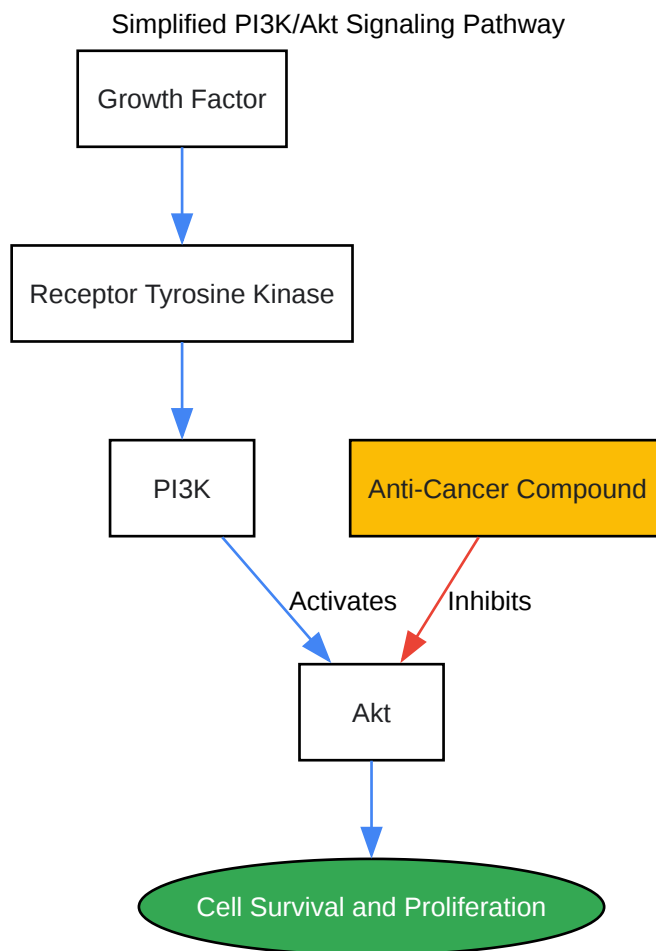 Simplified PI3K/Akt Signaling Pathway
Growth Factor
Receptor Tyrosine Kinase
PI3K
Anti-Cancer Compound
Activates
Inhibits
Akt
Cell Survival and Proliferation